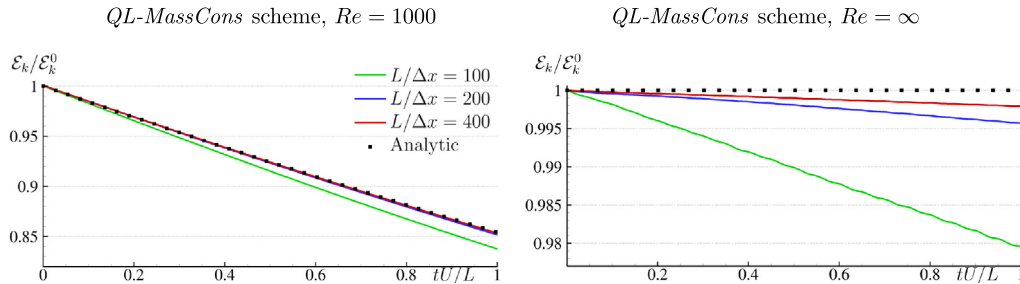 QL-MassCons scheme, Re = 1000
ℰk/ℰk0
1
0.95
0.9
0.85
0
0.2
0.4
0.6
0.8
tU/L
1
L/Δx = 100
L/Δx = 200
L/Δx = 400
Analytic
QL-MassCons scheme, Re = ∞
ℰk/ℰk0
1
0.995
0.99
0.985
0.98
0.2
0.4
0.6
0.8
tU/L